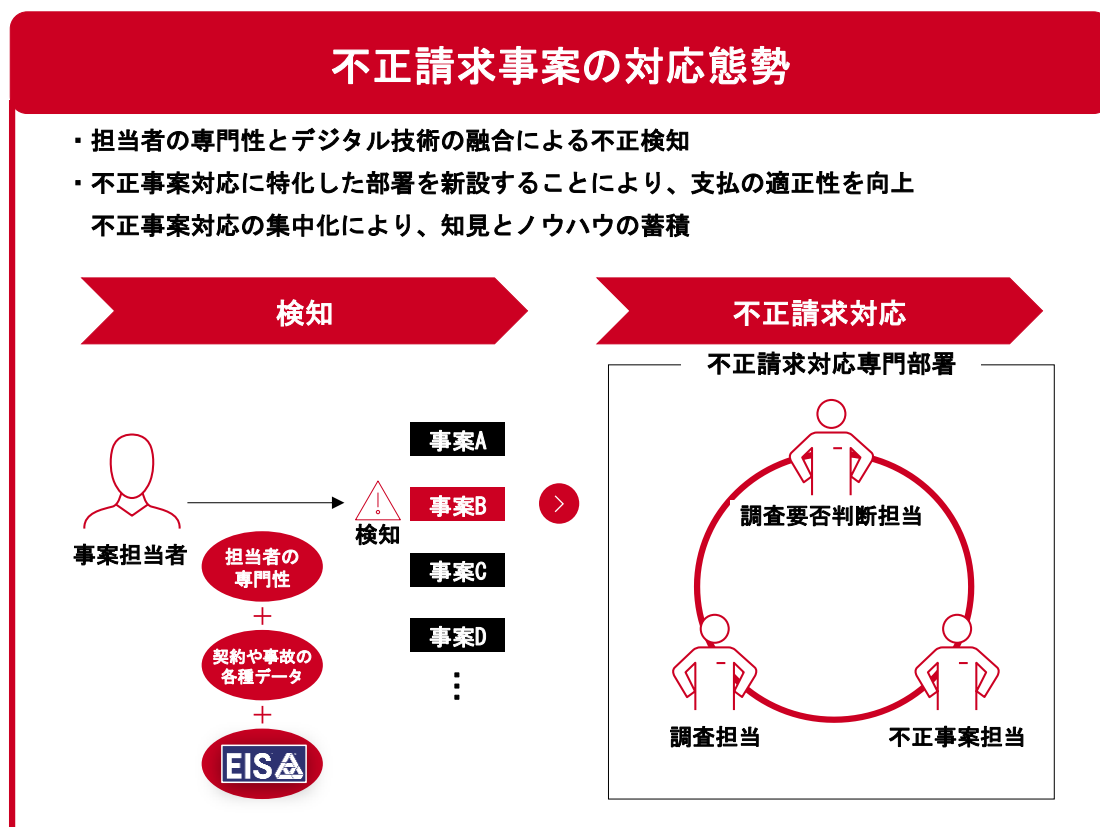 不正請求事案の対応態勢
・担当者の専門性とデジタル技術の融合による不正検知
・不正事案対応に特化した部署を新設することにより、支払の適正性を向上
不正事案対応の集中化により、知見とノウハウの蓄積
検知
不正請求対応
不正請求対応専門部署
事案A
事案B
検知
事案C
事案D
⋮
事案担当者
担当者の
専門性
+
契約や事故の
各種データ
+
EIS
調査要否判断担当
調査担当
不正事案担当